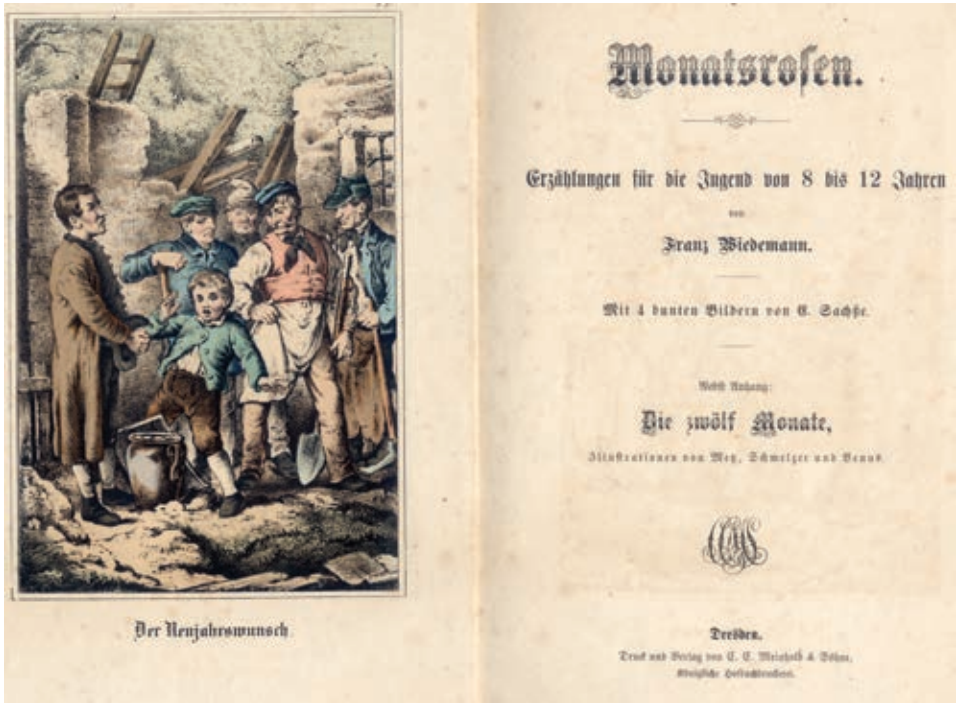 Der Neujahrswunsch
Monatsrosen.
Erzählungen für die Jugend von 8 bis 12 Jahren
von
Franz Wiedemann.
Mit 4 bunten Bildern von C. Sachße.
Nebst Anhang:
Die zwölf Monate,
Illustrationen von Metz, Schmelzer und Venus.
Dresden.
Druck und Verlag von C. C. Meinhold & Söhne,
Königliche Hofbuchdruckerei.